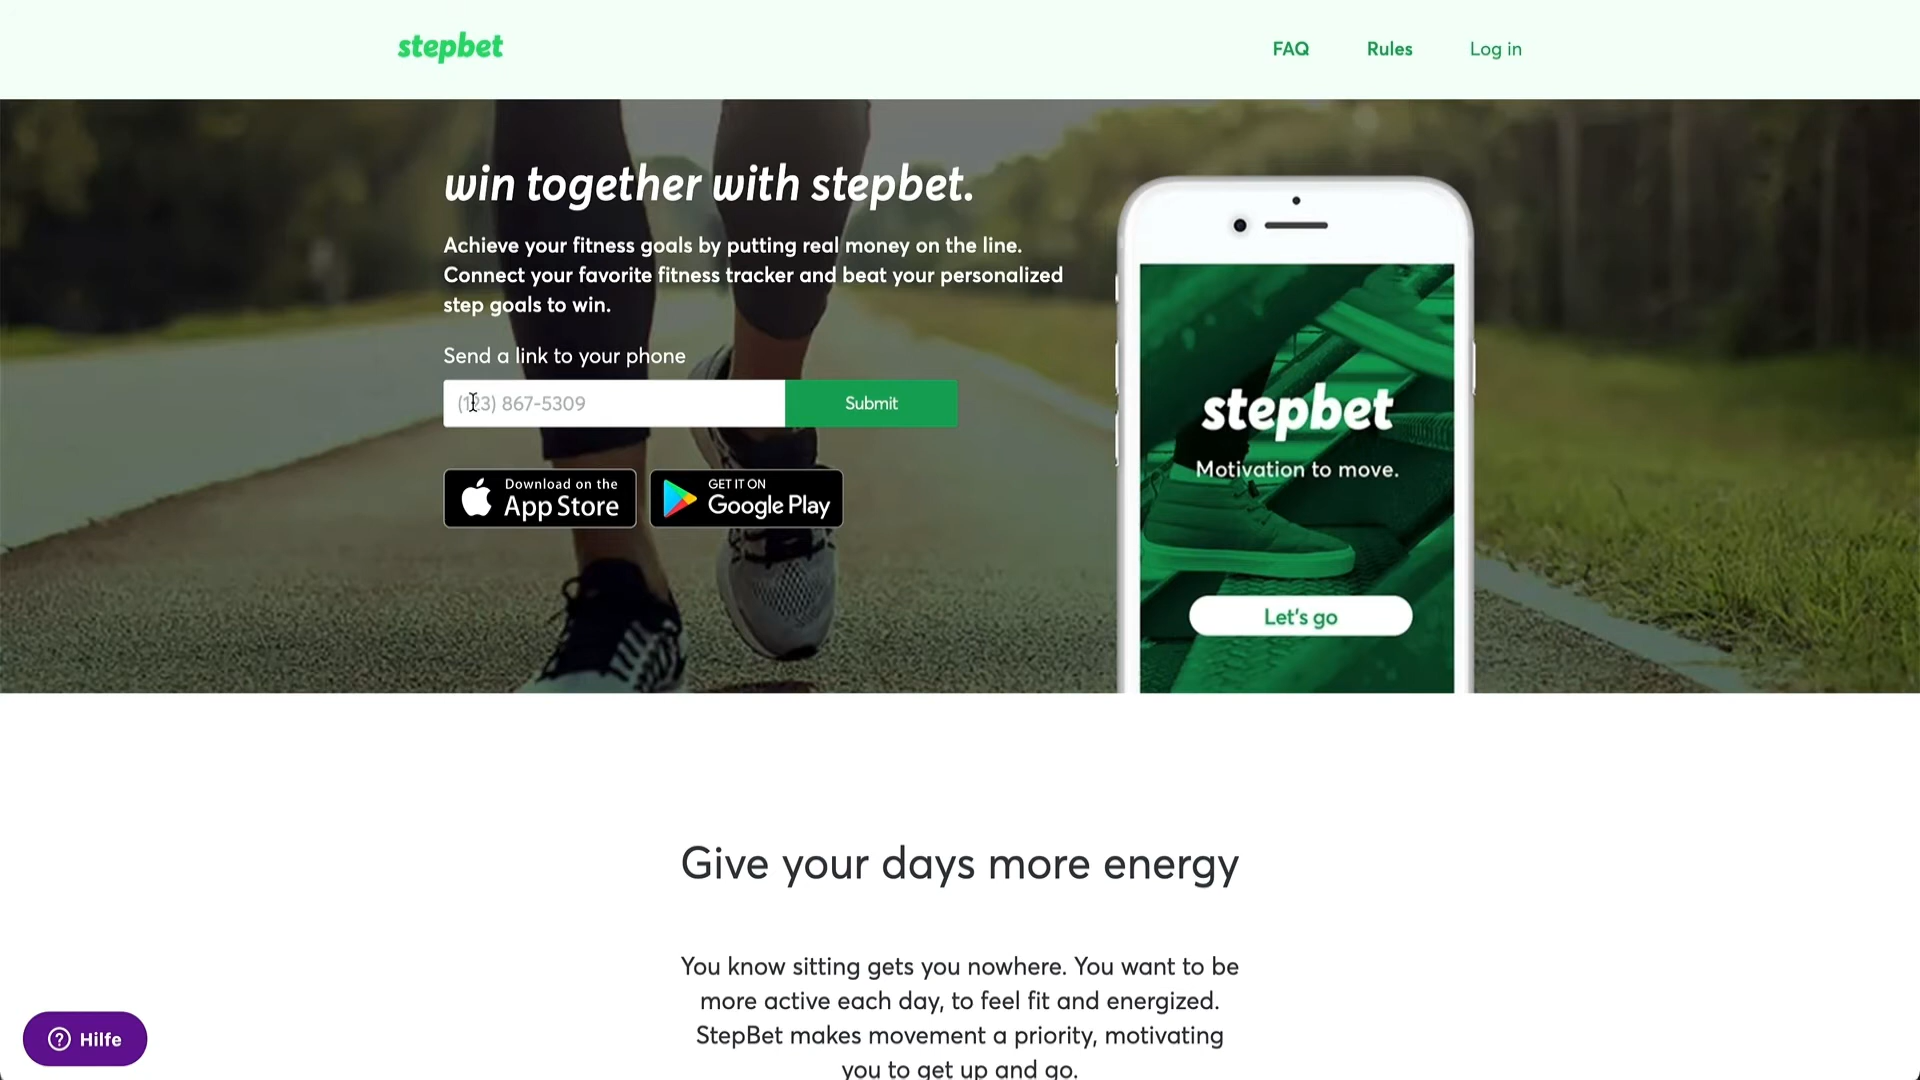 stepbet
FAQ
Rules
Log in
win together with stepbet.
Achieve your fitness goals by putting real money on the line.
Connect your favorite fitness tracker and beat your personalized
step goals to win.
Send a link to your phone
(123) 867-5309
Submit
Download on the
App Store
GET IT ON
Google Play
stepbet
Motivation to move.
Let's go
Give your days more energy
You know sitting gets you nowhere. You want to be
more active each day, to feel fit and energized.
StepBet makes movement a priority, motivating
you to get up and go.
Hilfe